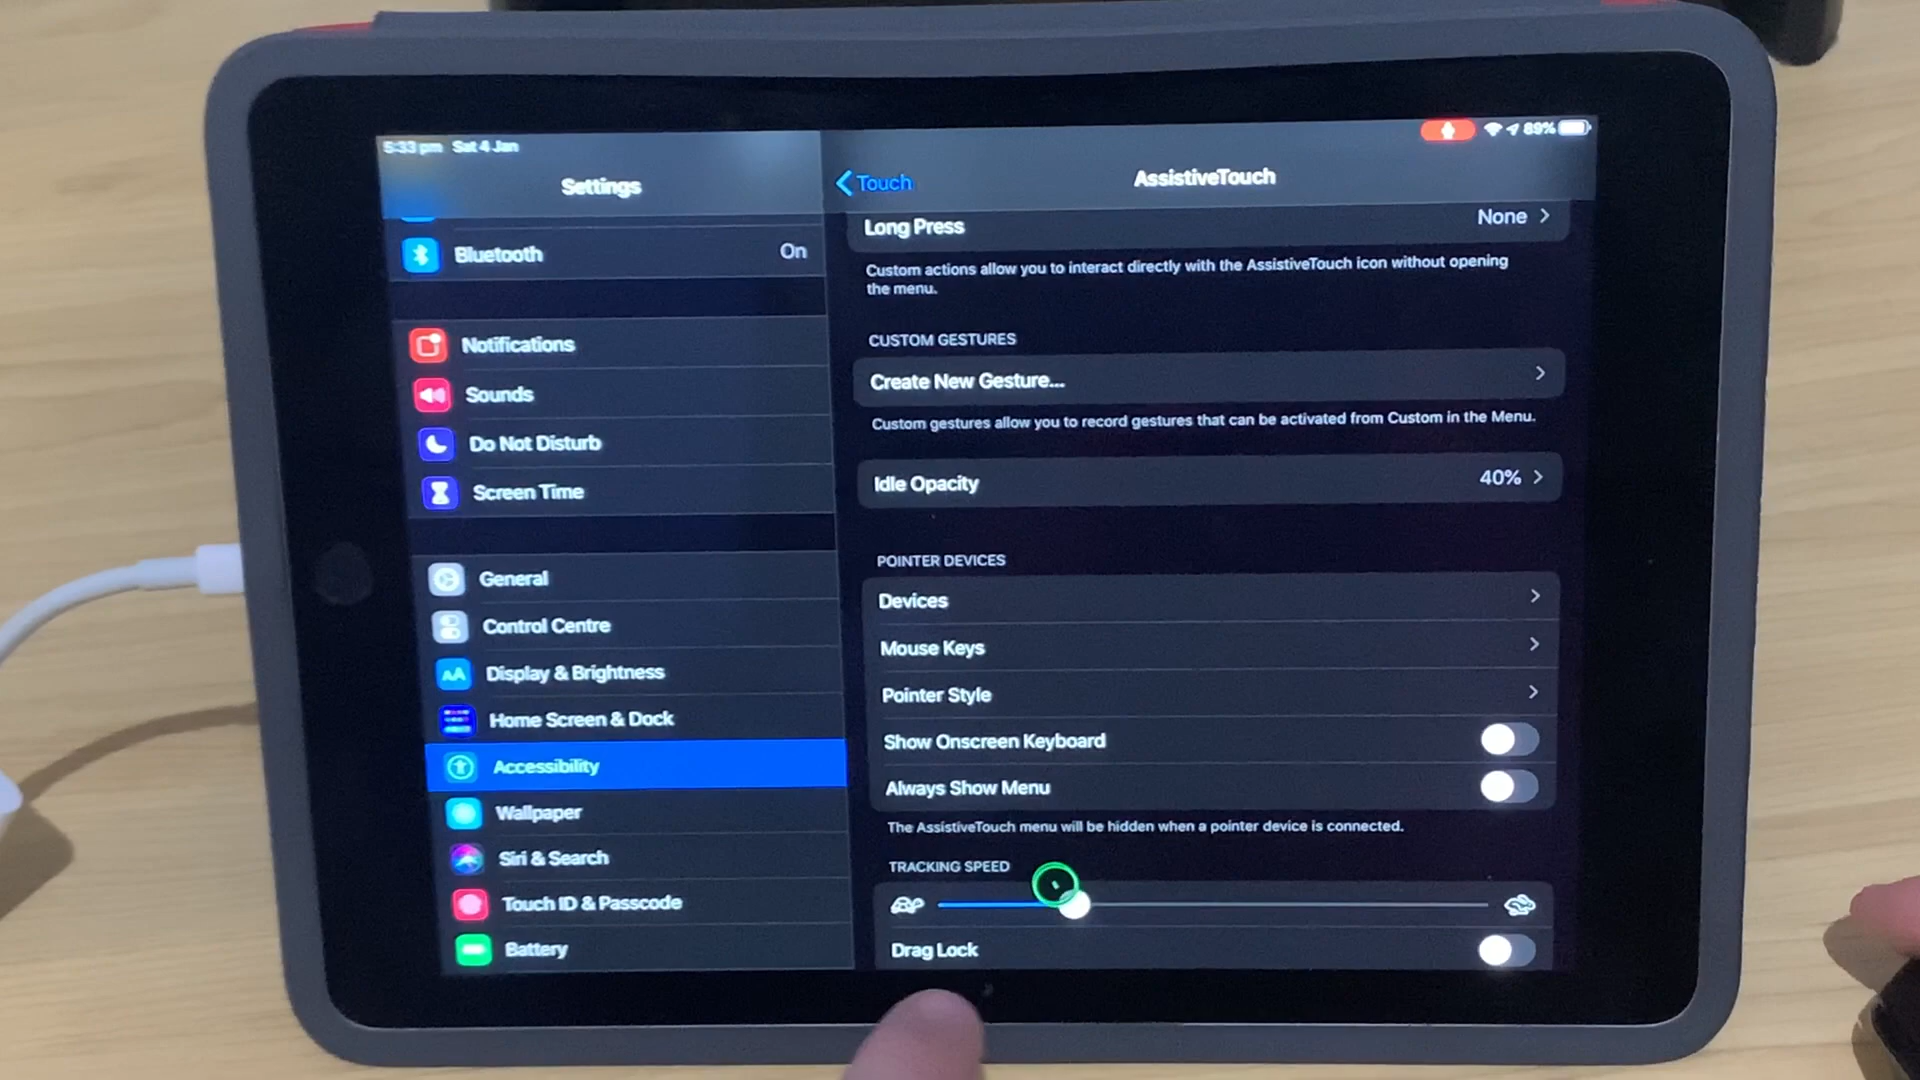 5:33 pm Sat 4 Jan
89%
Settings
Bluetooth On
Notifications
Sounds
Do Not Disturb
Screen Time
General
Control Centre
AA Display & Brightness
Home Screen & Dock
Accessibility
Wallpaper
Siri & Search
Touch ID & Passcode
Battery
Touch
AssistiveTouch
Long Press None
Custom actions allow you to interact directly with the AssistiveTouch icon without opening
the menu.
CUSTOM GESTURES
Create New Gesture...
Custom gestures allow you to record gestures that can be activated from Custom in the Menu.
Idle Opacity 40%
POINTER DEVICES
Devices
Mouse Keys
Pointer Style
Show Onscreen Keyboard
Always Show Menu
The AssistiveTouch menu will be hidden when a pointer device is connected.
TRACKING SPEED
Drag Lock